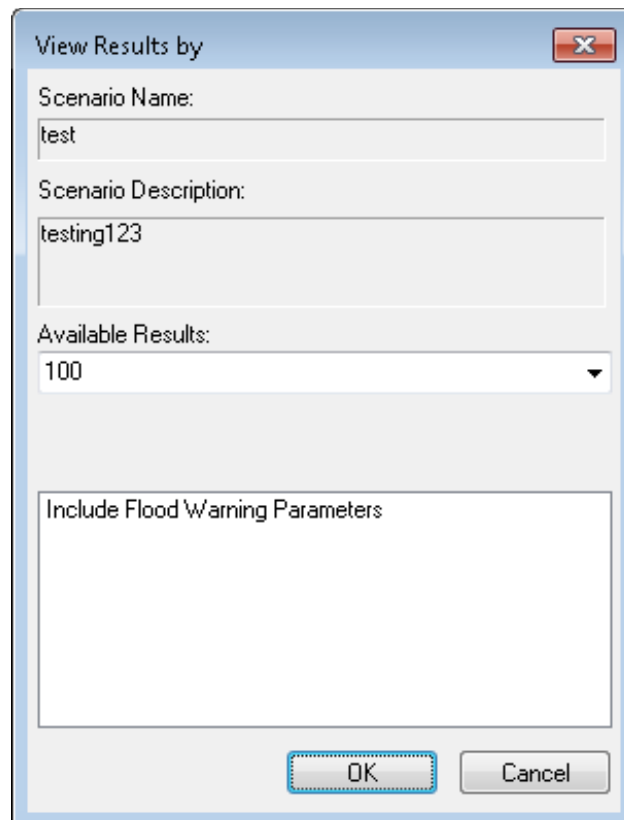 View Results by
Scenario Name:
test
Scenario Description:
testing123
Available Results:
100
Include Flood Warning Parameters
OK
Cancel